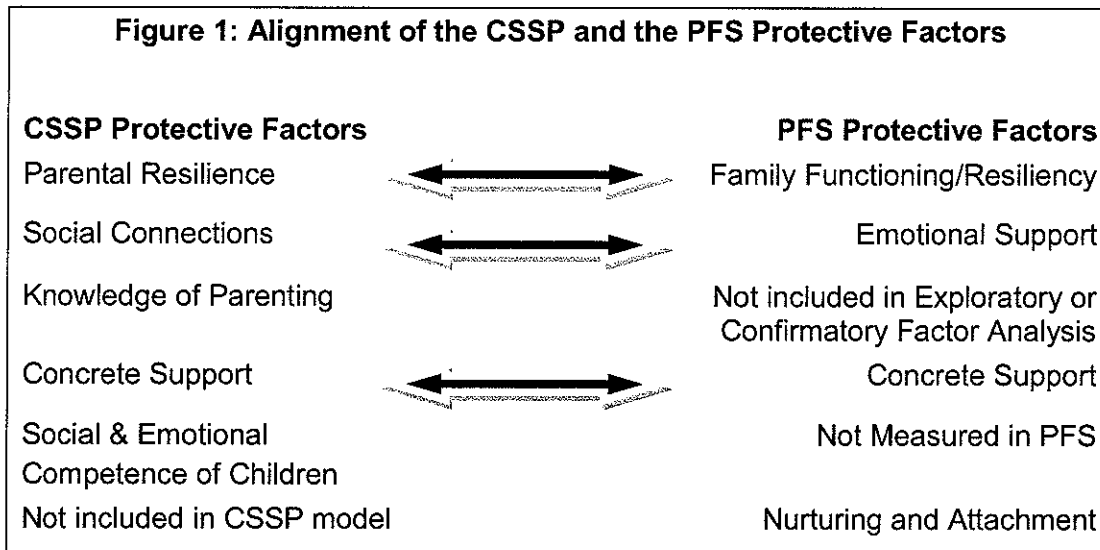 Figure 1: Alignment of the CSSP and the PFS Protective Factors
CSSP Protective Factors PFS Protective Factors
Parental Resilience Family Functioning/Resiliency
Social Connections Emotional Support
Knowledge of Parenting Not included in Exploratory or
Confirmatory Factor Analysis
Concrete Support Concrete Support
Social & Emotional Not Measured in PFS
Competence of Children
Not included in CSSP model Nurturing and Attachment